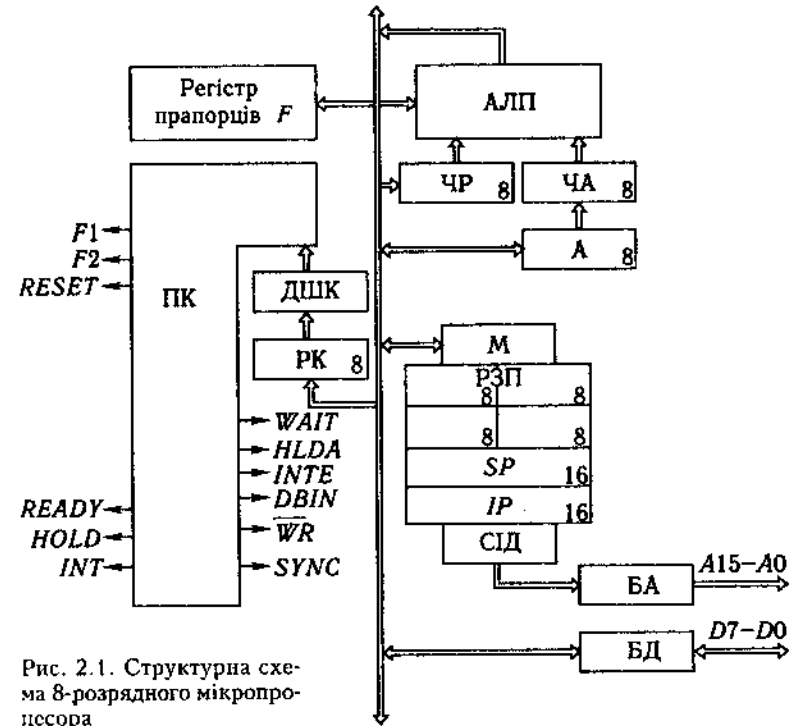 Регістр
прапорців F
АЛП
ЧР 8
ЧА 8
А 8
F1
F2
RESET
ПК
ДШК
РК 8
М
РЗП
8 8
8 8
SP 16
IP 16
СІД
WAIT
HLDA
INTE
DBIN
W̅R̅
SYNC
READY
HOLD
INT
БА
A15–A0
БД
D7–D0
Рис. 2.1. Структурна схе-
ма 8-розрядного мікропро-
цесора